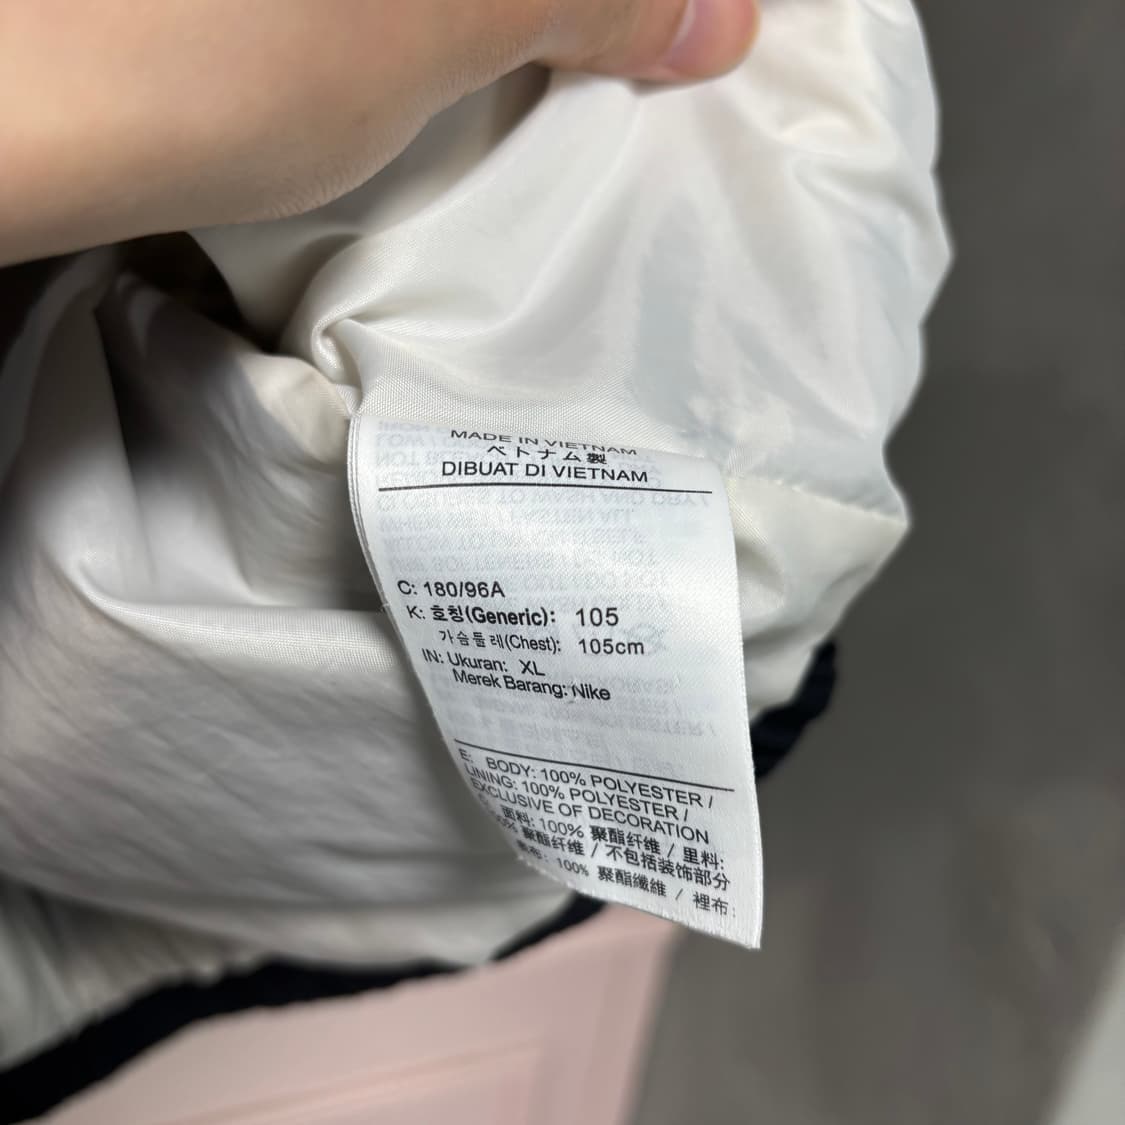 MADE IN VIETNAM
ベトナム製
DIBUAT DI VIETNAM
C: 180/96A
K: 호칭(Generic): 105
가슴둘레(Chest): 105cm
IN: Ukuran: XL
Merek Barang: Nike
E: BODY: 100% POLYESTER /
LINING: 100% POLYESTER /
EXCLUSIVE OF DECORATION
面料: 100% 聚酯纤维 / 里料:
聚酯纤维 / 不包括装饰部分
100% 聚酯纖維 / 裡布: